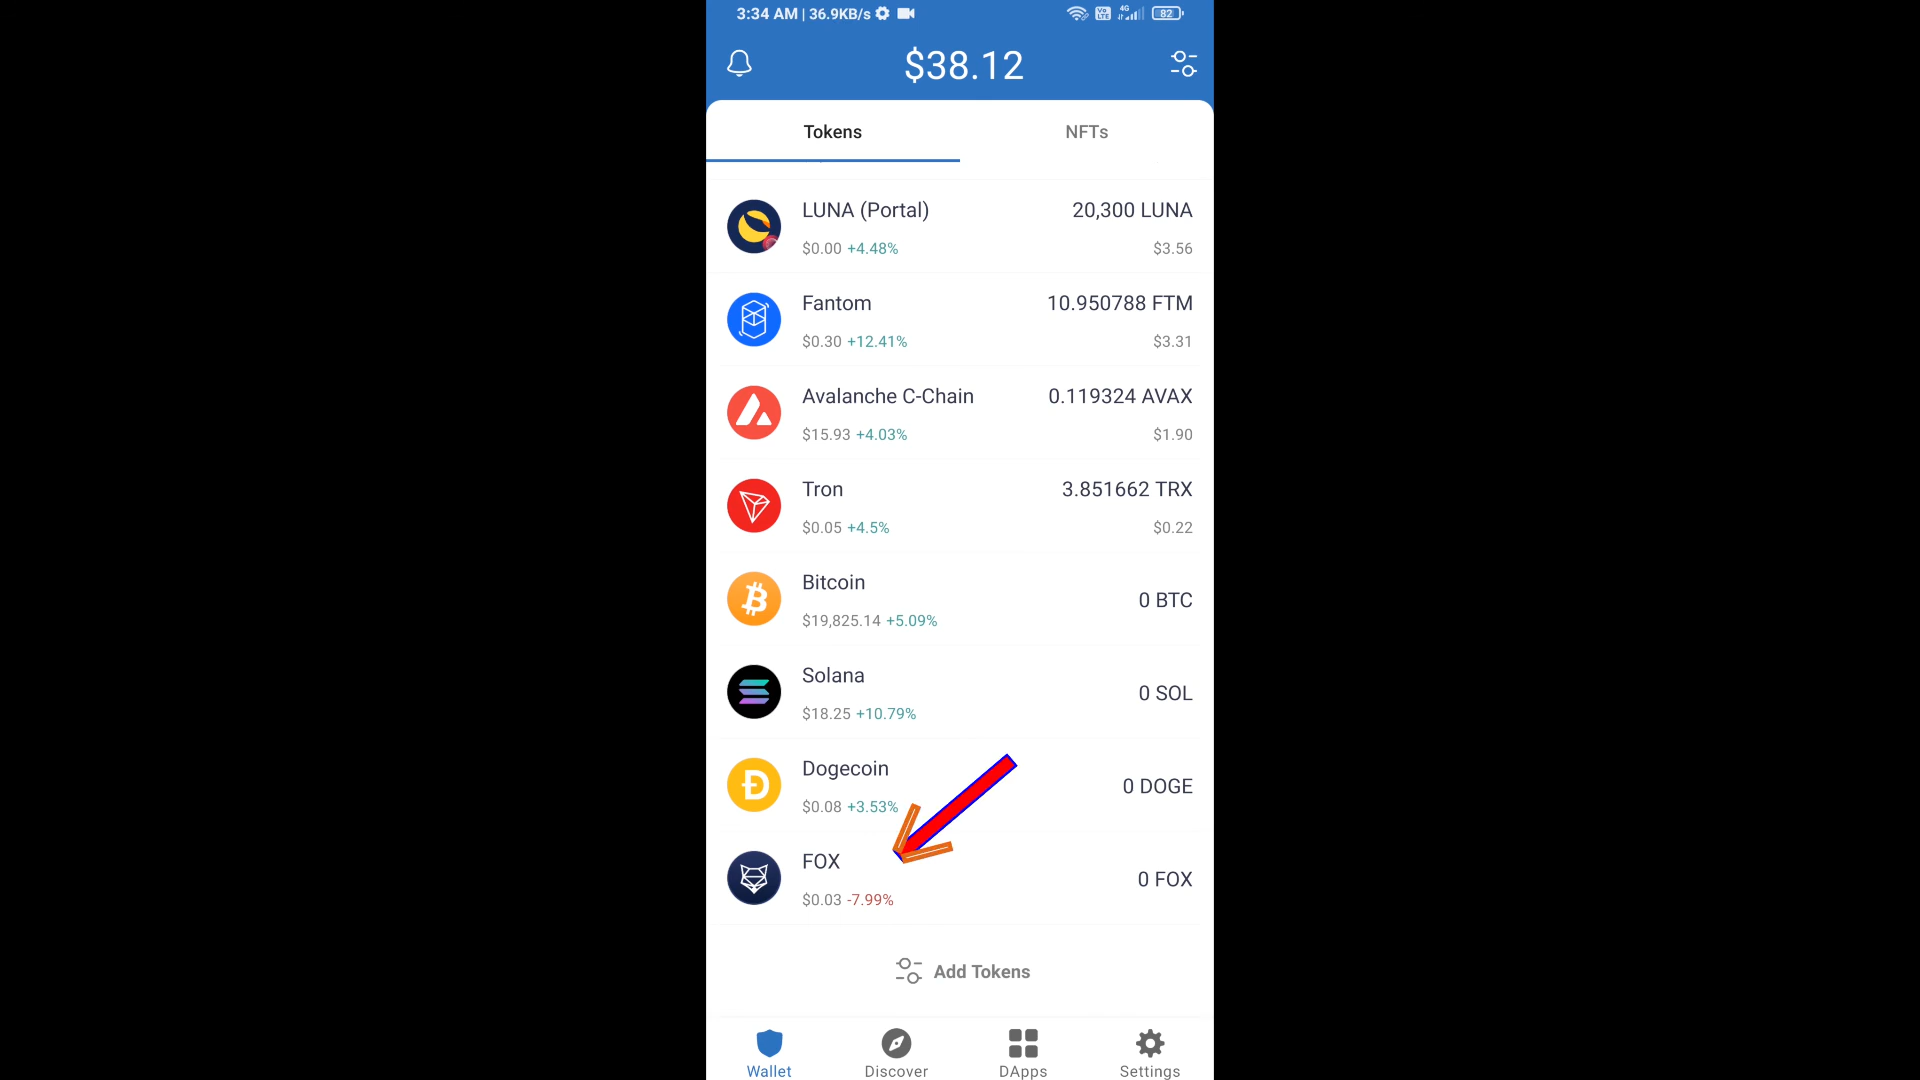 3:34 AM | 36.9KB/s
Vo LTE 4G 82
$38.12
Tokens NFTs
LUNA (Portal) 20,300 LUNA
$0.00 +4.48% $3.56
Fantom 10.950788 FTM
$0.30 +12.41% $3.31
Avalanche C-Chain 0.119324 AVAX
$15.93 +4.03% $1.90
Tron 3.851662 TRX
$0.05 +4.5% $0.22
Bitcoin
0 BTC
$19,825.14 +5.09%
Solana
0 SOL
$18.25 +10.79%
Dogecoin
0 DOGE
$0.08 +3.53%
FOX
0 FOX
$0.03 -7.99%
Add Tokens
Wallet Discover DApps Settings